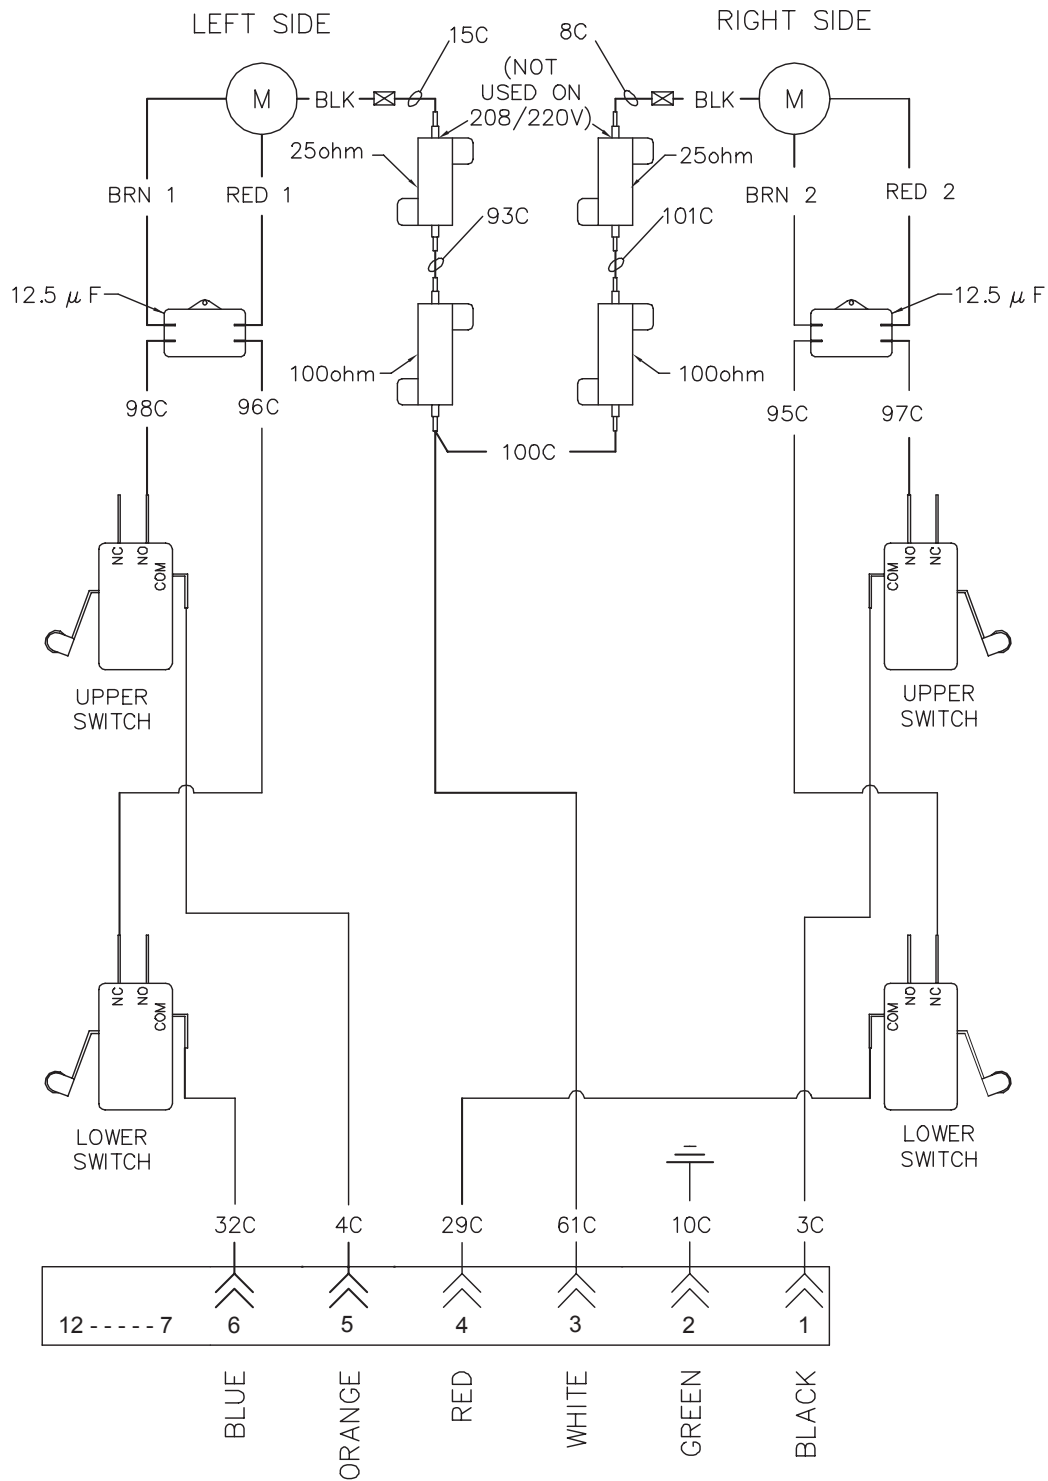 LEFT SIDE
RIGHT SIDE
15C
8C
(NOT
USED ON
208/220V)
M
BLK
BLK
M
25ohm
25ohm
BRN 1
RED 1
BRN 2
RED 2
93C
101C
12.5 μF
12.5 μF
100ohm
100ohm
98C
96C
95C
97C
100C
NC
NO
COM
COM
NO
NC
UPPER
SWITCH
UPPER
SWITCH
NC
NO
COM
COM
NO
NC
LOWER
SWITCH
LOWER
SWITCH
32C
4C
29C
61C
10C
3C
12 - - - - - 7
6
5
4
3
2
1
BLUE
ORANGE
RED
WHITE
GREEN
BLACK